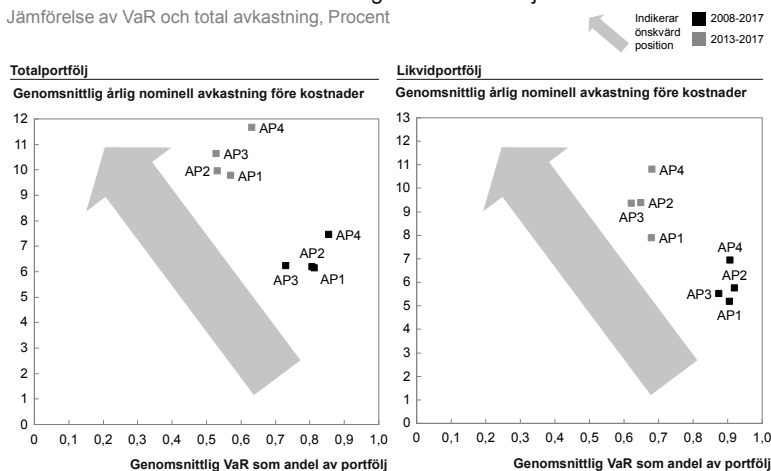 Jämförelse av VaR och total avkastning, Procent
Indikerar
önskvärd
position
2008-2017
2013-2017
Totalportfölj
Genomsnittlig årlig nominell avkastning före kostnader
12
11
10
9
8
7
6
5
4
3
2
1
0
AP4
AP3
AP2
AP1
AP4
AP2
AP3
AP1
0 0,1 0,2 0,3 0,4 0,5 0,6 0,7 0,8 0,9 1,0
Genomsnittlig VaR som andel av portfölj
Likvidportfölj
Genomsnittlig årlig nominell avkastning före kostnader
13
12
11
10
9
8
7
6
5
4
3
2
1
0
AP4
AP2
AP3
AP1
AP4
AP2
AP3
AP1
0 0,1 0,2 0,3 0,4 0,5 0,6 0,7 0,8 0,9 1,0
Genomsnittlig VaR som andel av portfölj